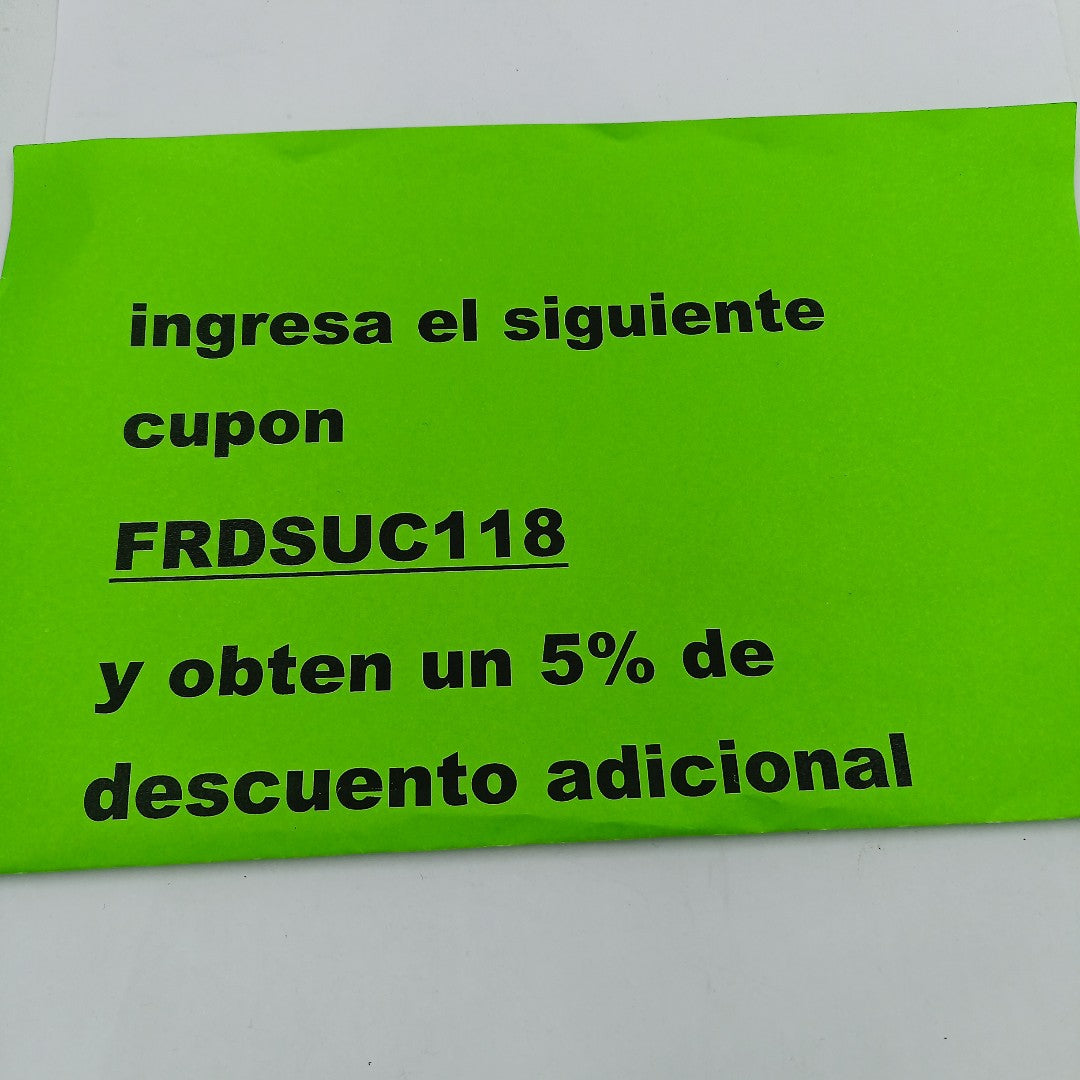 ingresa el siguiente
cupon
FRDSUC118
y obten un 5% de
descuento adicional